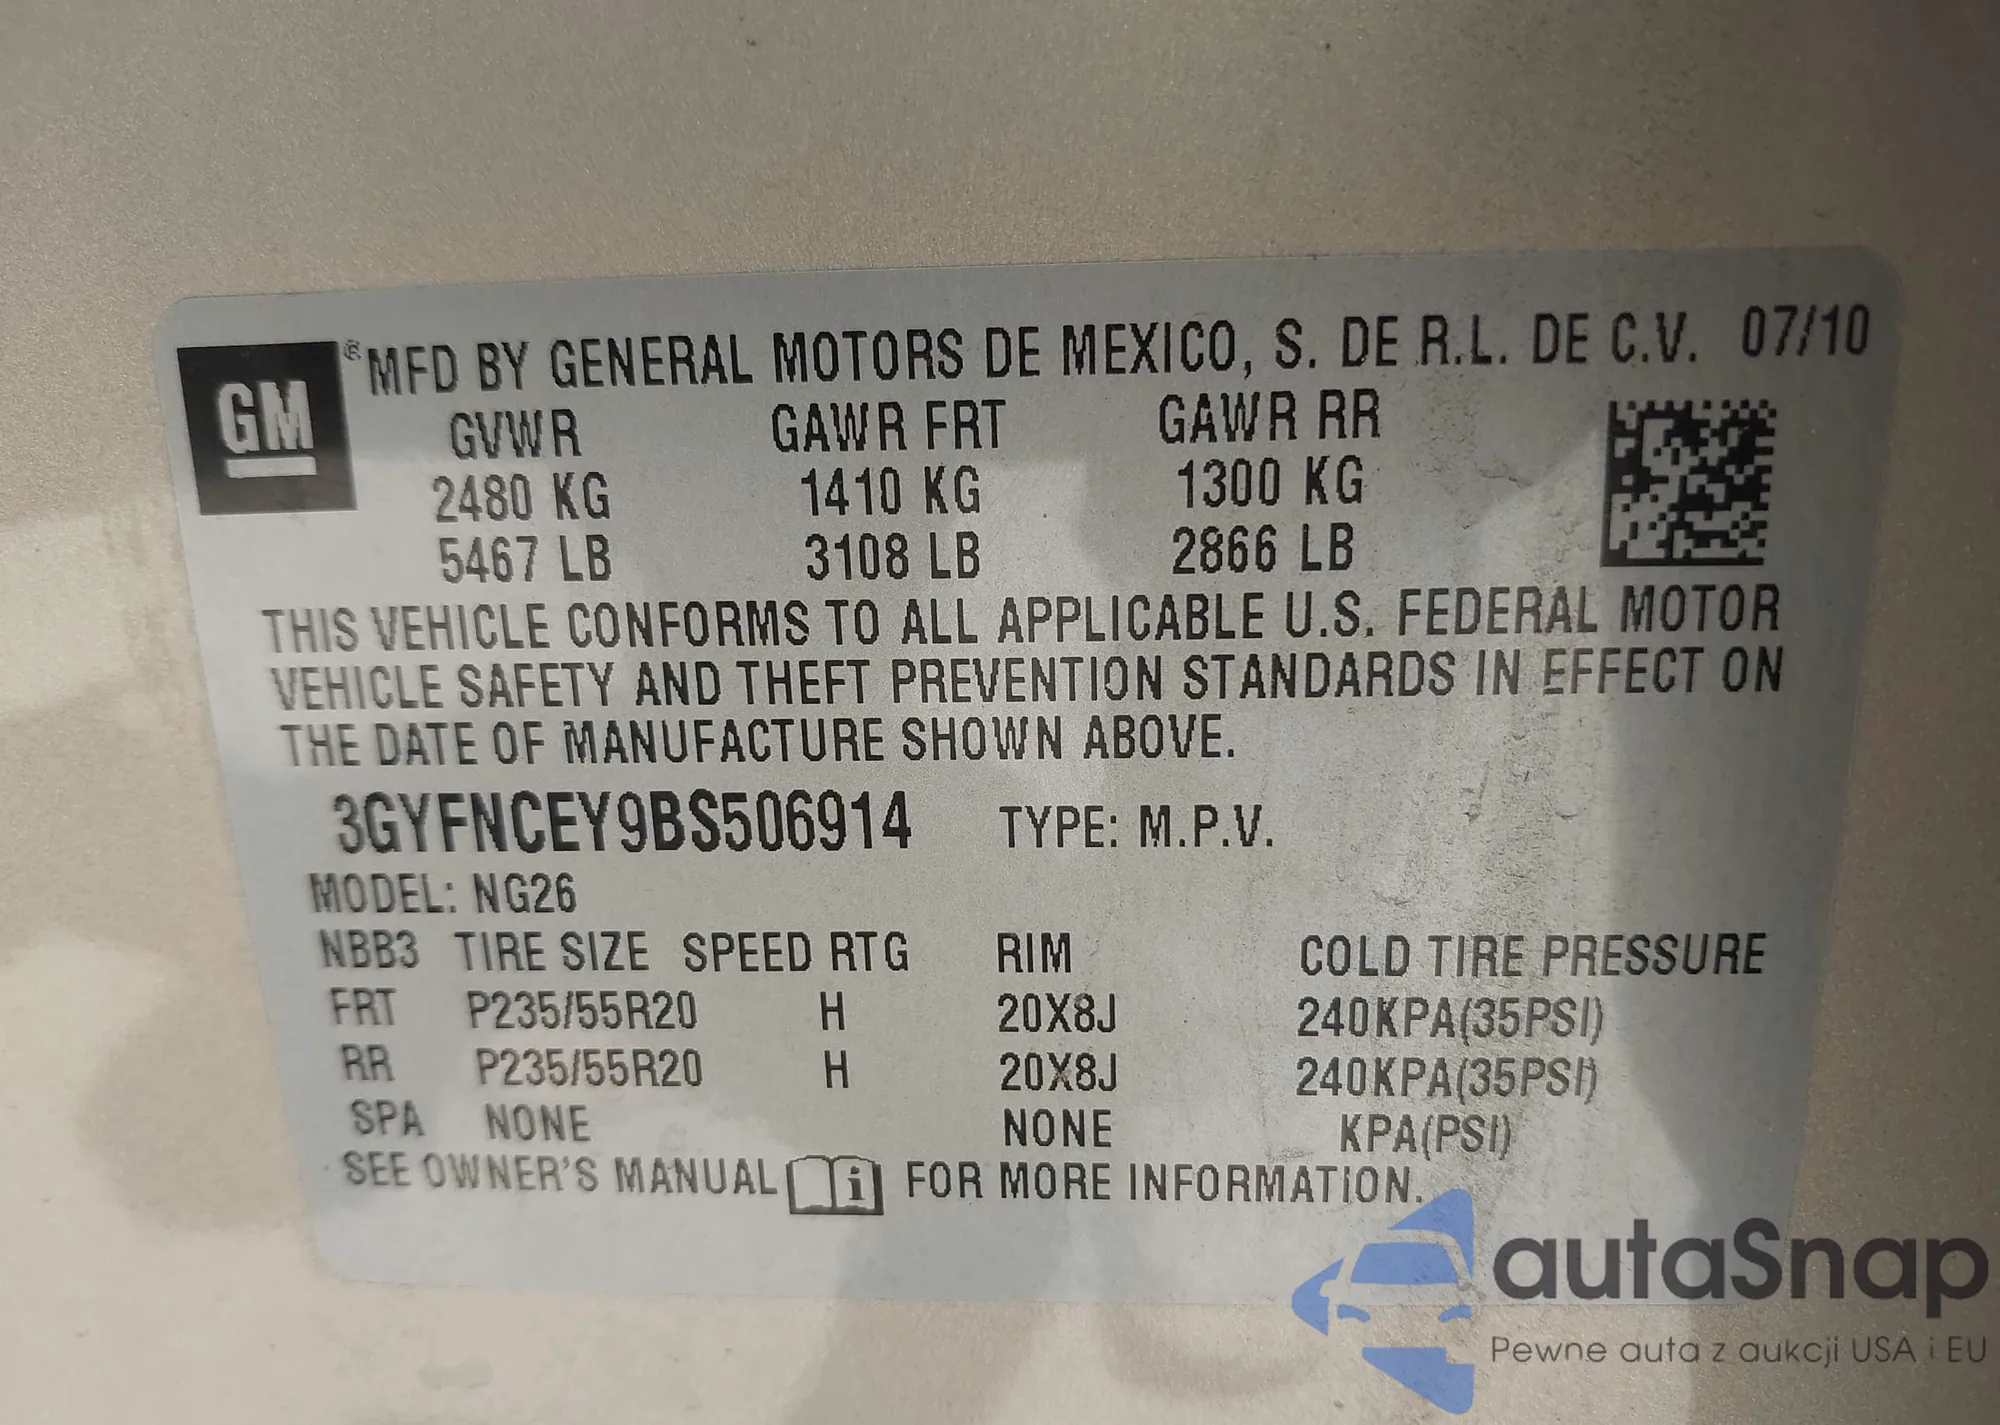 GM
® MFD BY GENERAL MOTORS DE MEXICO, S. DE R.L. DE C.V. 07/10
GVWR GAWR FRT GAWR RR
2480 KG 1410 KG 1300 KG
5467 LB 3108 LB 2866 LB
THIS VEHICLE CONFORMS TO ALL APPLICABLE U.S. FEDERAL MOTOR
VEHICLE SAFETY AND THEFT PREVENTION STANDARDS IN EFFECT ON
THE DATE OF MANUFACTURE SHOWN ABOVE.
3GYFNCEY9BS506914 TYPE: M.P.V.
MODEL: NG26
NBB3 TIRE SIZE SPEED RTG RIM COLD TIRE PRESSURE
FRT P235/55R20 H 20X8J 240KPA(35PSI)
RR P235/55R20 H 20X8J 240KPA(35PSI)
SPA NONE NONE KPA(PSI)
SEE OWNER'S MANUAL i FOR MORE INFORMATION.
autaSnap
Pewne auta z aukcji USA i EU